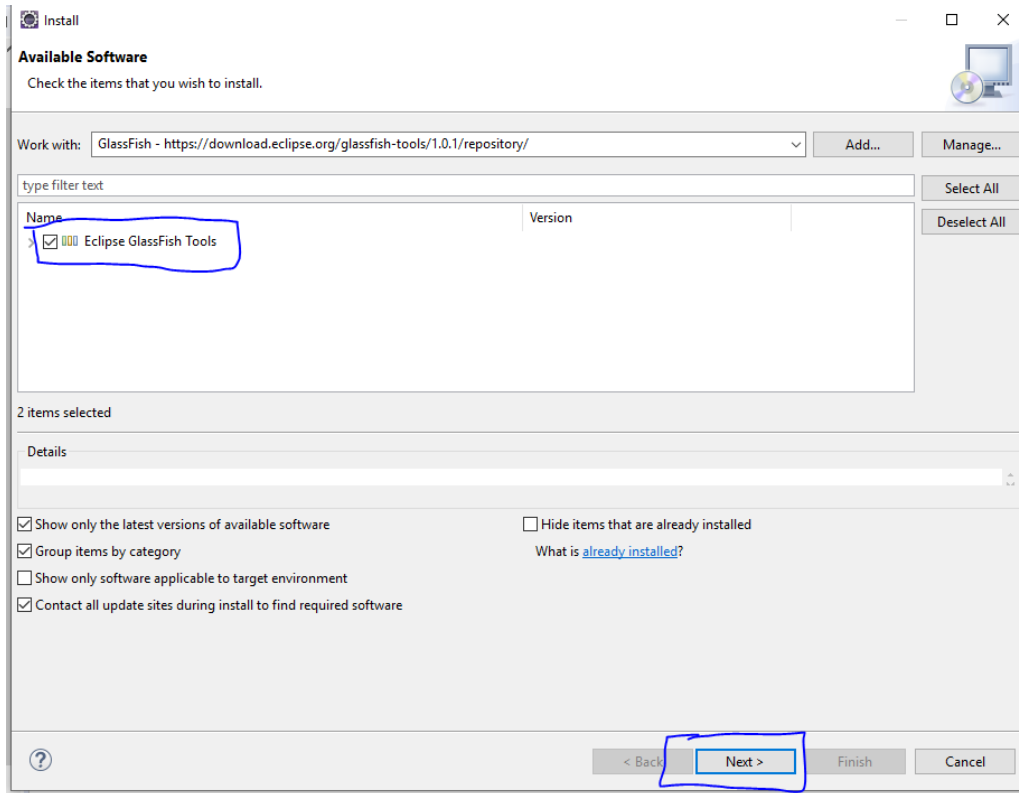 Install
Available Software
Check the items that you wish to install.
Work with: GlassFish - https://download.eclipse.org/glassfish-tools/1.0.1/repository/ Add... Manage...
type filter text Select All
Name Version Deselect All
Eclipse GlassFish Tools
2 items selected
Details
Show only the latest versions of available software Hide items that are already installed
Group items by category What is already installed?
Show only software applicable to target environment
Contact all update sites during install to find required software
? < Back Next > Finish Cancel